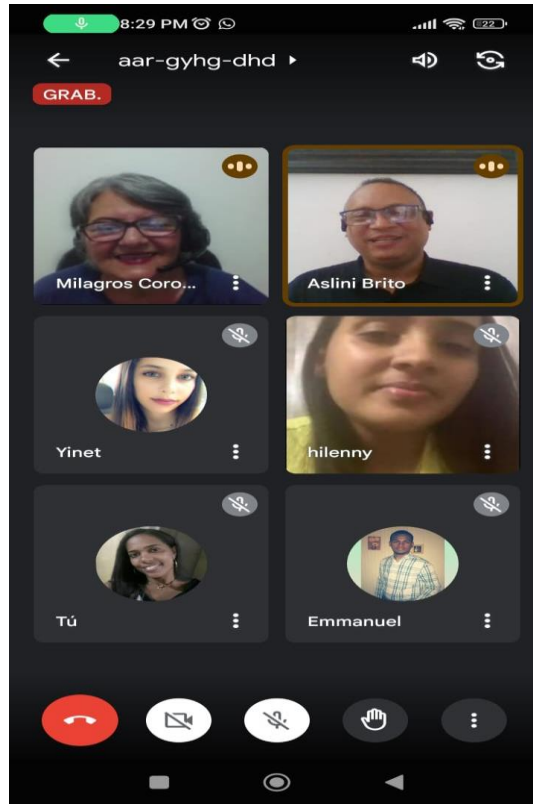 8:29 PM 22
aar-gyhg-dhd
GRAB.
Milagros Coro... Aslini Brito
Yinet hilenny
Tú Emmanuel